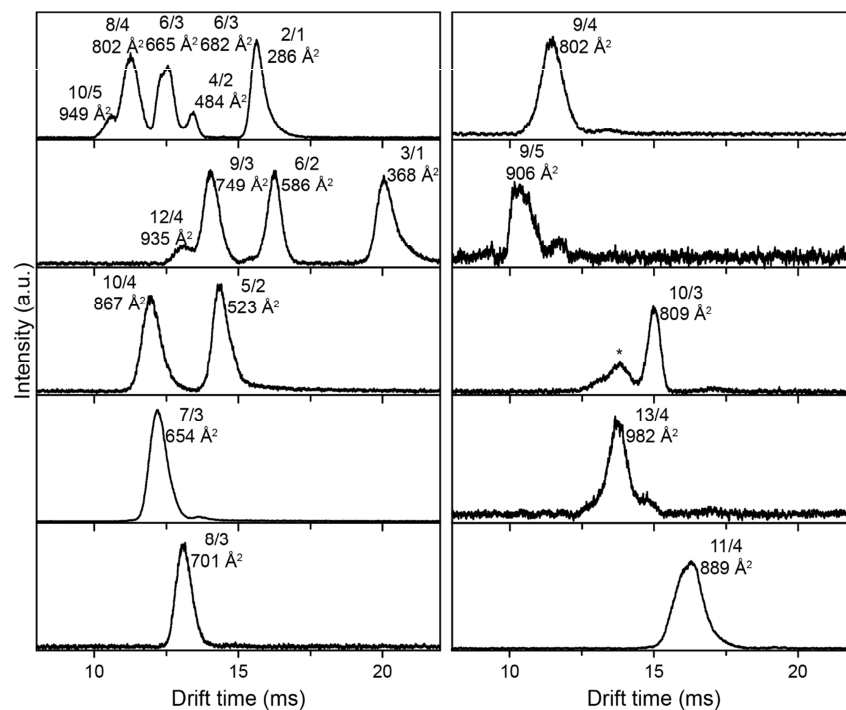 8/4
802 Å²
6/3
665 Å²
6/3
682 Å²
2/1
286 Å²
10/5
949 Å²
4/2
484 Å²
12/4
935 Å²
9/3
749 Å²
6/2
586 Å²
3/1
368 Å²
10/4
867 Å²
5/2
523 Å²
7/3
654 Å²
8/3
701 Å²
Intensity (a.u.)
10
15
20
Drift time (ms)
9/4
802 Å²
9/5
906 Å²
*
10/3
809 Å²
13/4
982 Å²
11/4
889 Å²
10
15
20
Drift time (ms)